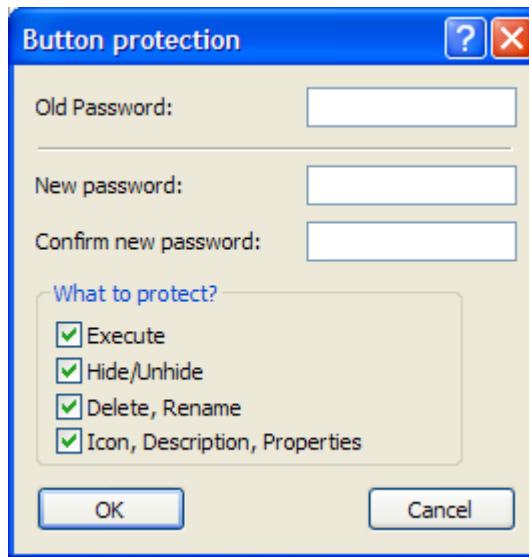 Button protection
Old Password:
New password:
Confirm new password:
What to protect?
Execute
Hide/Unhide
Delete, Rename
Icon, Description, Properties
OK Cancel